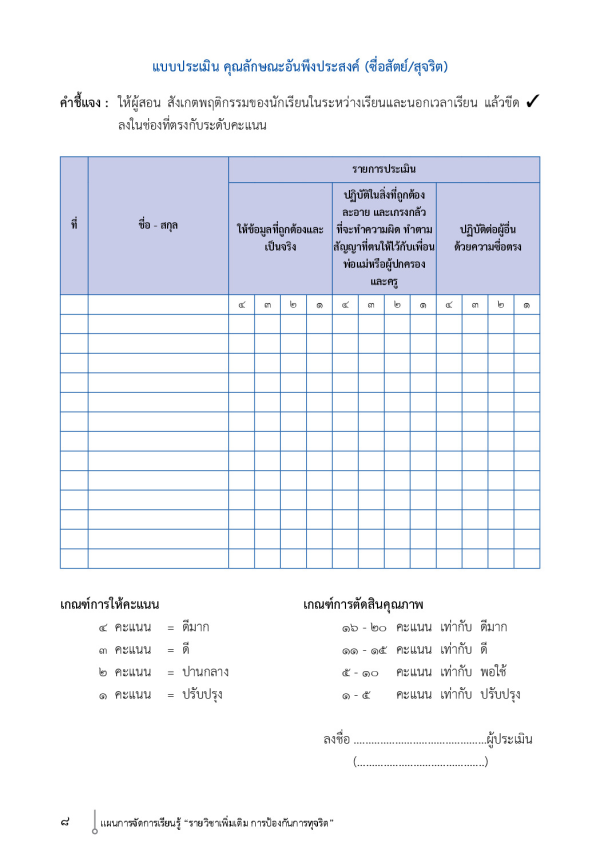 แบบประเมิน คุณลักษณะอันพึงประสงค์ (ซื่อสัตย์/สุจริต)
คำชี้แจง : ให้ผู้สอน สังเกตพฤติกรรมของนักเรียนในระหว่างเรียนและนอกเวลาเรียน แล้วขีด ✓
ลงในช่องที่ตรงกับระดับคะแนน
ที่
ชื่อ - สกุล
รายการประเมิน
ให้ข้อมูลที่ถูกต้องและ
เป็นจริง
ปฏิบัติในสิ่งที่ถูกต้อง
ละอาย และเกรงกลัว
ที่จะทำความผิด ทำตาม
สัญญาที่ตนให้ไว้กับเพื่อน
พ่อแม่หรือผู้ปกครอง
และครู
ปฏิบัติต่อผู้อื่น
ด้วยความซื่อตรง
๔ ๓ ๒ ๑ ๔ ๓ ๒ ๑ ๔ ๓ ๒ ๑
เกณฑ์การให้คะแนน
๔ คะแนน = ดีมาก
๓ คะแนน = ดี
๒ คะแนน = ปานกลาง
๑ คะแนน = ปรับปรุง
เกณฑ์การตัดสินคุณภาพ
๑๖ - ๒๐ คะแนน เท่ากับ ดีมาก
๑๑ - ๑๕ คะแนน เท่ากับ ดี
๕ - ๑๐ คะแนน เท่ากับ พอใช้
๑ - ๕ คะแนน เท่ากับ ปรับปรุง
ลงชื่อ .............................................ผู้ประเมิน
(...........................................)
๘ แผนการจัดการเรียนรู้ "รายวิชาเพิ่มเติม การป้องกันการทุจริต"